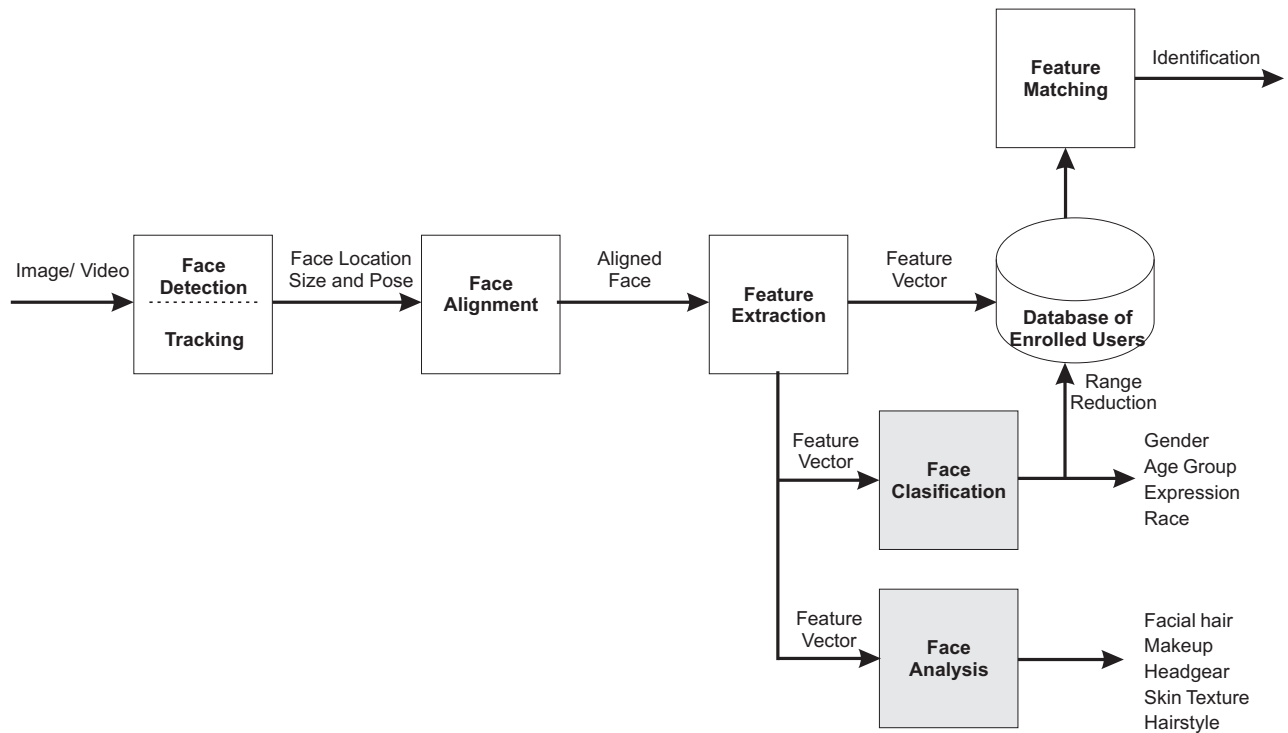 Feature
Matching
Identification
Image/ Video
Face
Detection
Tracking
Face Location
Size and Pose
Face
Alignment
Aligned
Face
Feature
Extraction
Feature
Vector
Database of
Enrolled Users
Range
Reduction
Feature
Vector
Face
Clasification
Gender
Age Group
Expression
Race
Feature
Vector
Face
Analysis
Facial hair
Makeup
Headgear
Skin Texture
Hairstyle